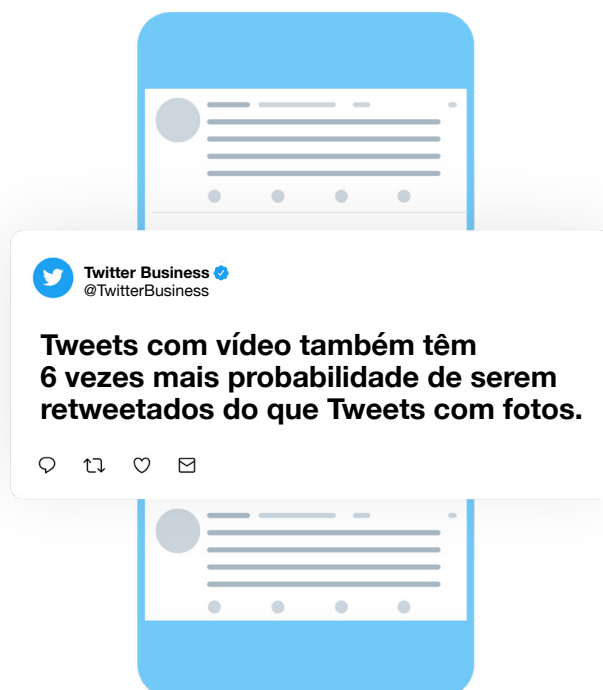 Twitter Business
@TwitterBusiness
Tweets com vídeo também têm
6 vezes mais probabilidade de serem
retweetados do que Tweets com fotos.